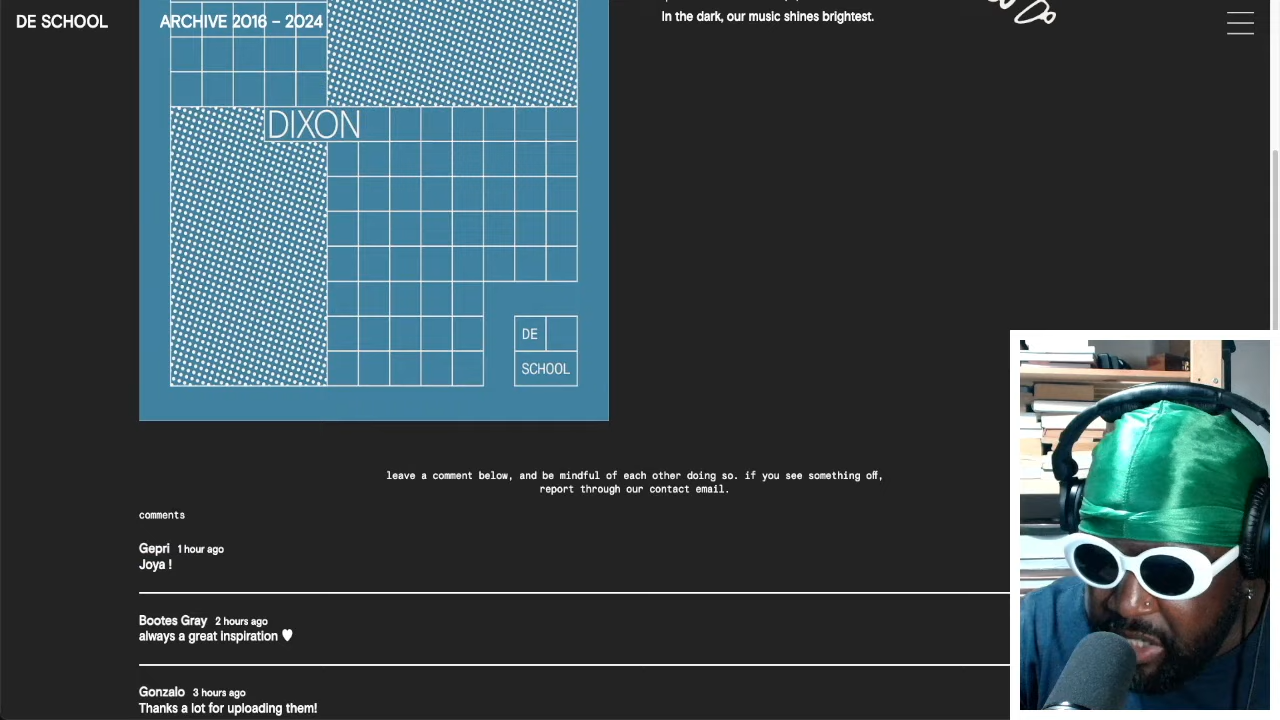 DE SCHOOL
ARCHIVE 2016 – 2024
In the dark, our music shines brightest.
DIXON
DE
SCHOOL
leave a comment below, and be mindful of each other doing so. if you see something off,
report through our contact email.
comments
Gepri 1 hour ago
Joya !
Bootes Gray 2 hours ago
always a great inspiration ♥
Gonzalo 3 hours ago
Thanks a lot for uploading them!